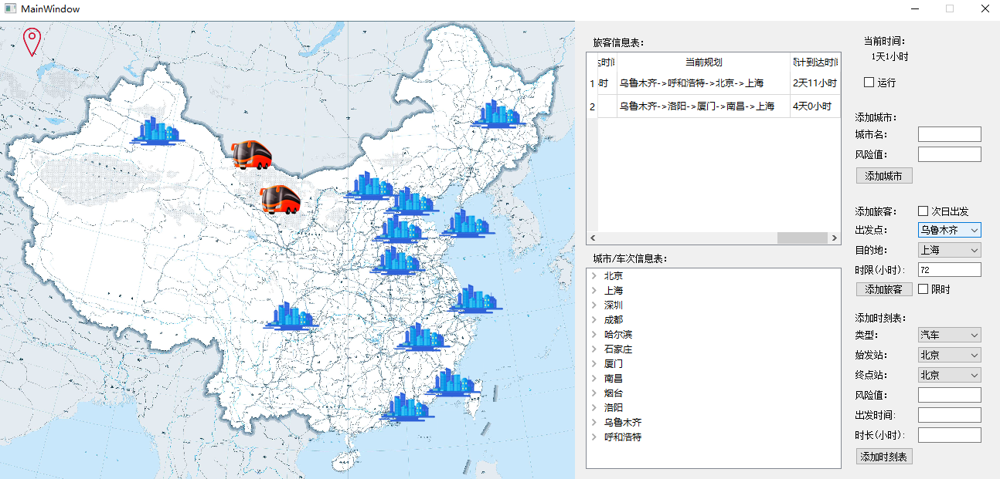 MainWindow
旅客信息表:
当前规划
计到达时间
1
时
乌鲁木齐->呼和浩特->北京->上海
2天11小时
2
乌鲁木齐->洛阳->厦门->南昌->上海
4天0小时
城市/车次信息表:
北京
上海
深圳
成都
哈尔滨
石家庄
厦门
南昌
烟台
洛阳
乌鲁木齐
呼和浩特
当前时间:
1天1小时
运行
添加城市:
城市名:
风险值:
添加城市
添加旅客:
次日出发
出发点:
乌鲁木齐
目的地:
上海
时限(小时):
72
添加旅客
限时
添加时刻表:
类型:
汽车
始发站:
北京
终点站:
北京
风险值:
出发时间:
时长(小时):
添加时刻表